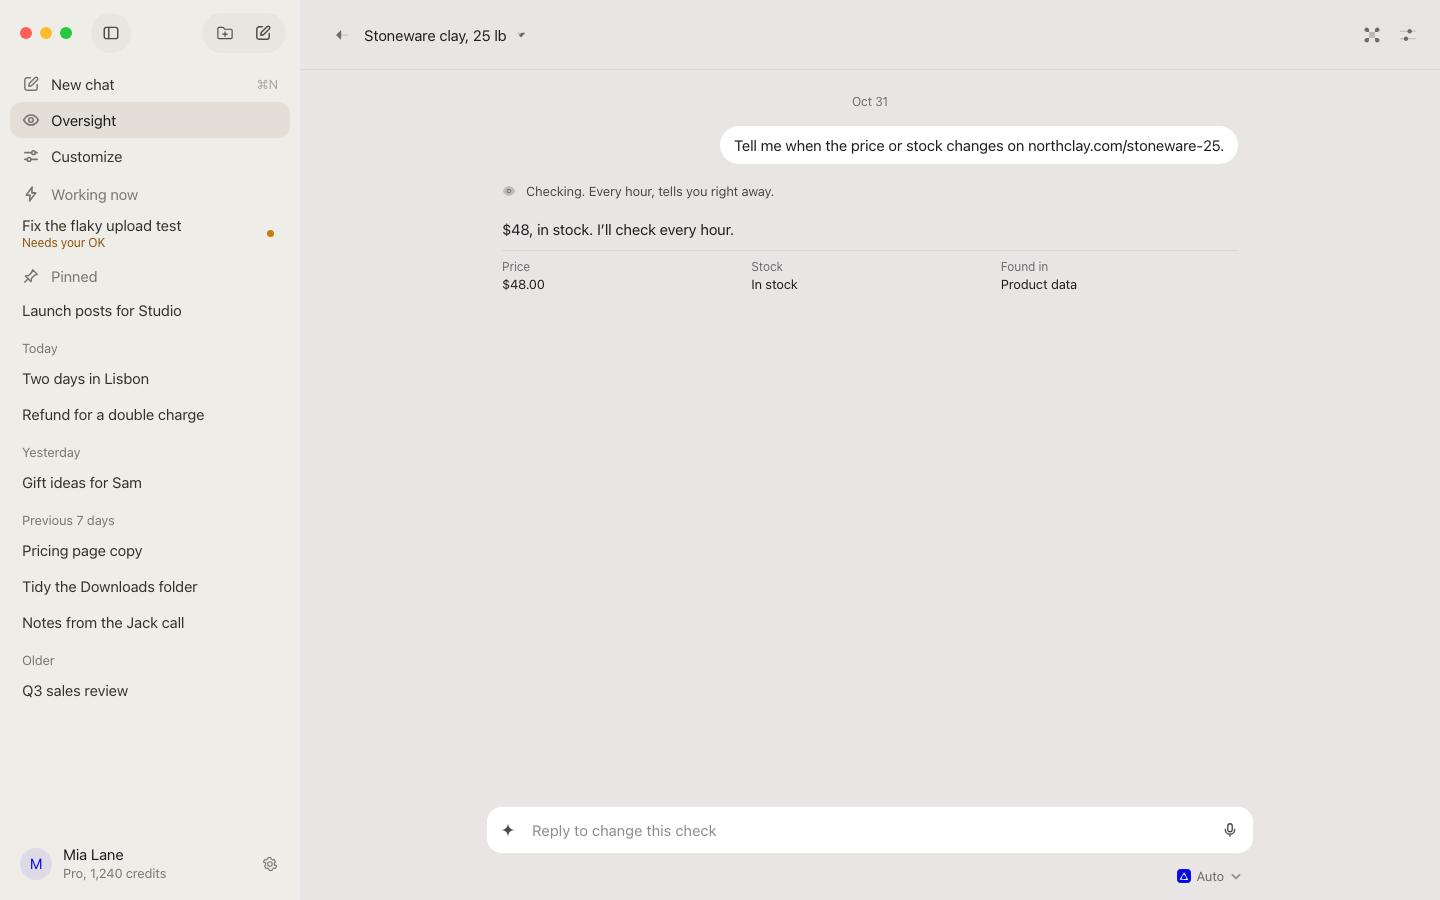 New chat
⌘N
Oversight
Customize
Working now
Fix the flaky upload test
Needs your OK
Pinned
Launch posts for Studio
Today
Two days in Lisbon
Refund for a double charge
Yesterday
Gift ideas for Sam
Previous 7 days
Pricing page copy
Tidy the Downloads folder
Notes from the Jack call
Older
Q3 sales review
M
Mia Lane
Pro, 1,240 credits
Stoneware clay, 25 lb
Oct 31
Tell me when the price or stock changes on northclay.com/stoneware-25.
Checking. Every hour, tells you right away.
$48, in stock. I’ll check every hour.
Price
$48.00
Stock
In stock
Found in
Product data
Reply to change this check
Auto